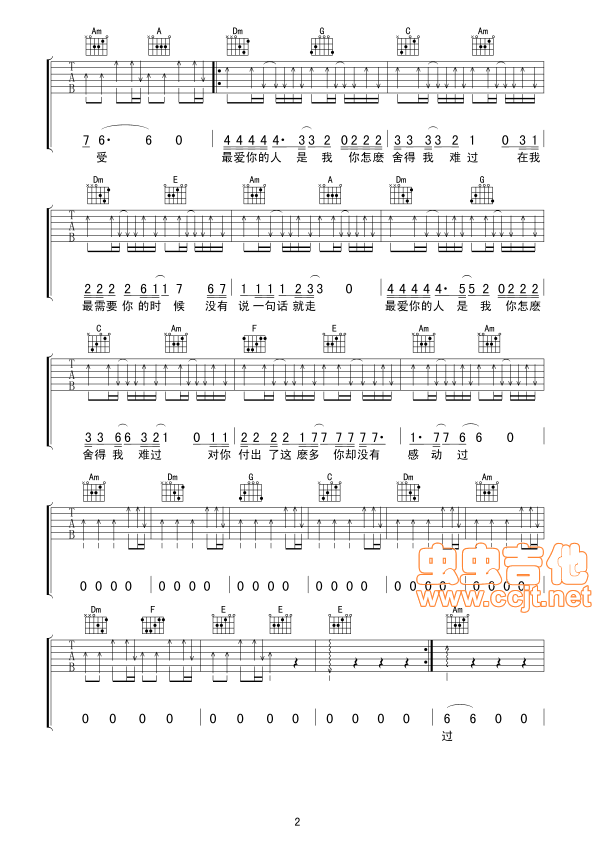 Am A Dm G C Am
T A B
7 6· 6 0 4 4 4 4 4· 3 3 2 0 2 2 2 3 3 3 3 2 1 0 3 1
受 最爱你的人 是 我 你怎麽 舍得 我 难过 在我
Dm E Am A Dm G
T A B
2 2 2 2 6 1 1 7 6 7 1 1 1 1 2 3 3 0 4 4 4 4 4· 5 5 2 0 2 2 2
最需要 你 的时 候 没有 说 一句话 就走 最爱你的人 是 我 你怎麽
C Am F E Am Am
T A B
3 3 6 6 3 2 1 0 1 1 2 2 2 2 1 7 7 7 7 7 7· 1· 7 7 6 6 0
舍得 我 难过 对你 付出 了这 麽多 你却没有 感 动 过
Am Dm G C Dm Am
T A B
0 0 0 0 0 0 0 0 0 0 0 0 0 0 0 0 0 0 0 0 0 0 0 0
虫虫吉他
www.ccjt.net
Dm F E E E Am
T A B
0 0 0 0 0 0 0 0 0 0 0 0 6 6 0 0
过
2